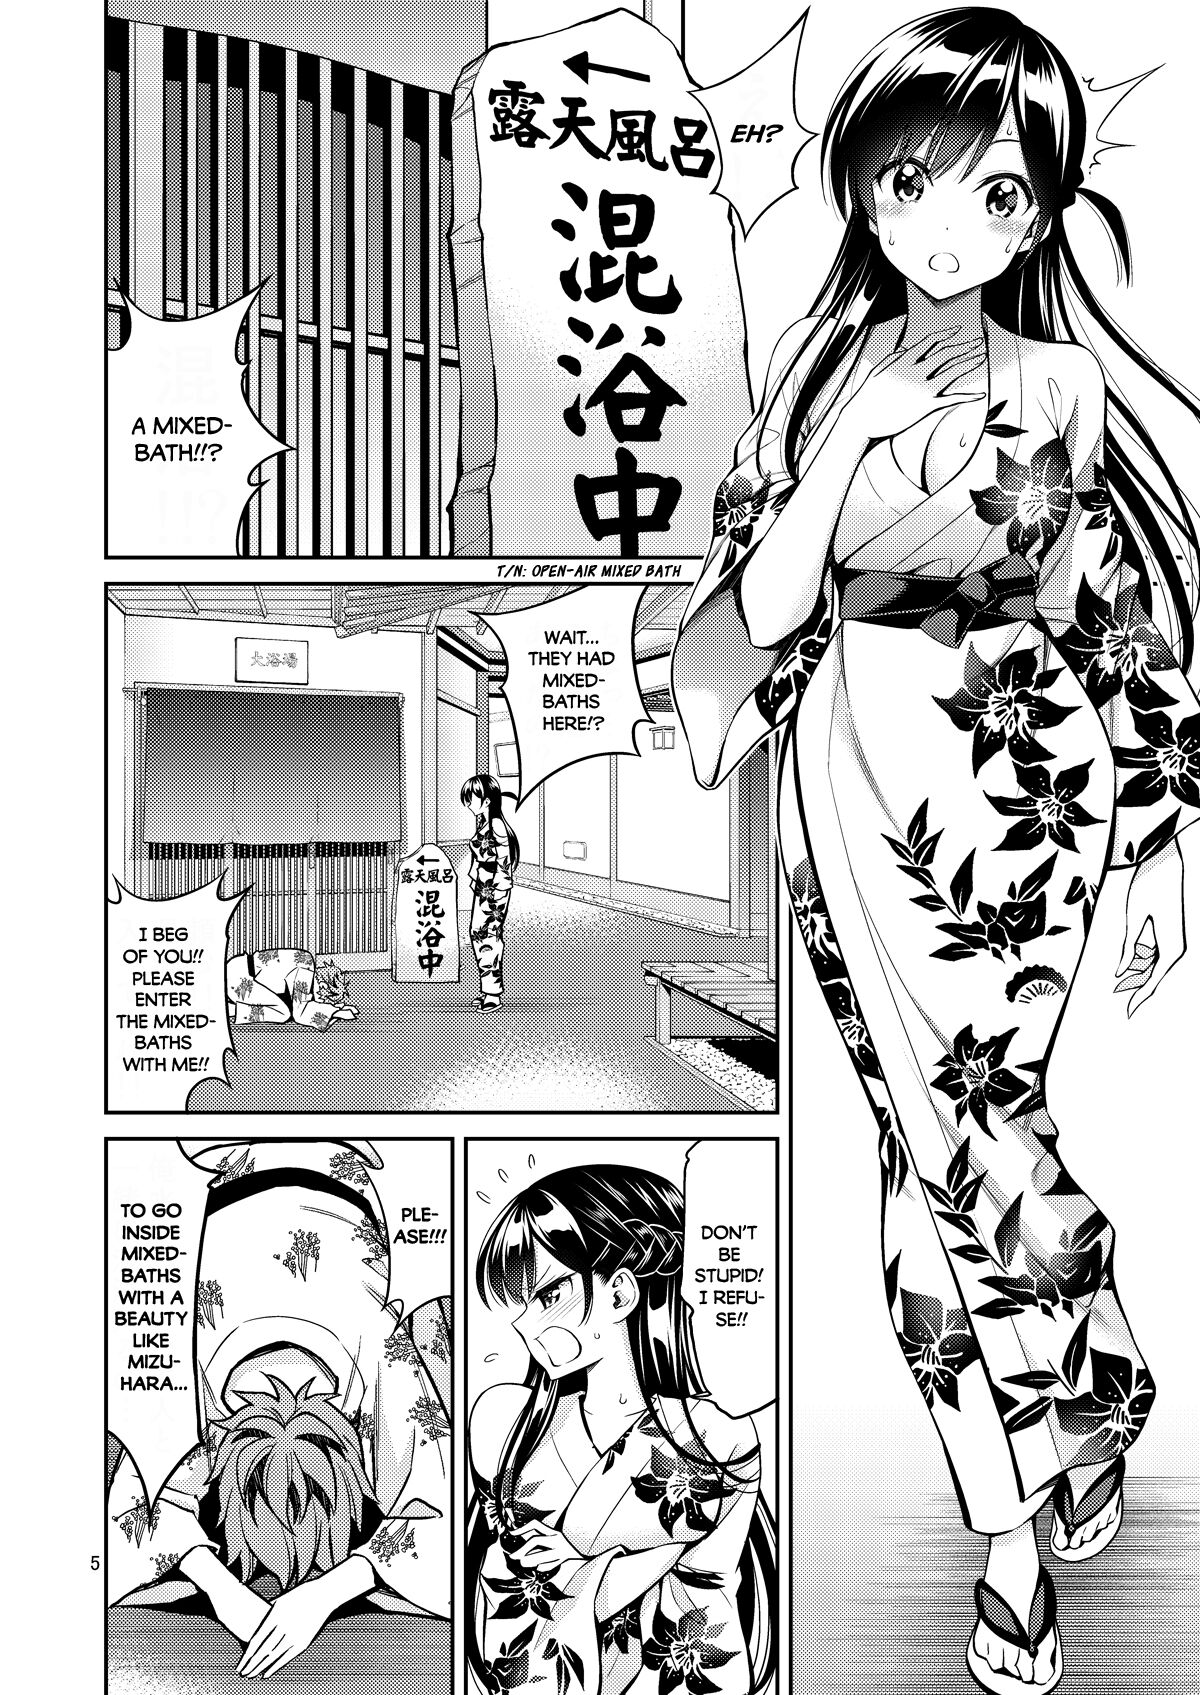 EH?
←
露天風呂
混浴中
A MIXED-
BATH!!?
T/N: OPEN-AIR MIXED BATH
WAIT...
THEY HAD
MIXED-
BATHS
HERE!?
大浴場
←
露天風呂
混浴中
I BEG
OF YOU!!
PLEASE
ENTER
THE MIXED-
BATHS
WITH ME!!
DON'T
BE
STUPID!
I REFU-
SE!!
PLE-
ASE!!!
TO GO
INSIDE
MIXED-
BATHS
WITH A
BEAUTY
LIKE
MIZU-
HARA...
5